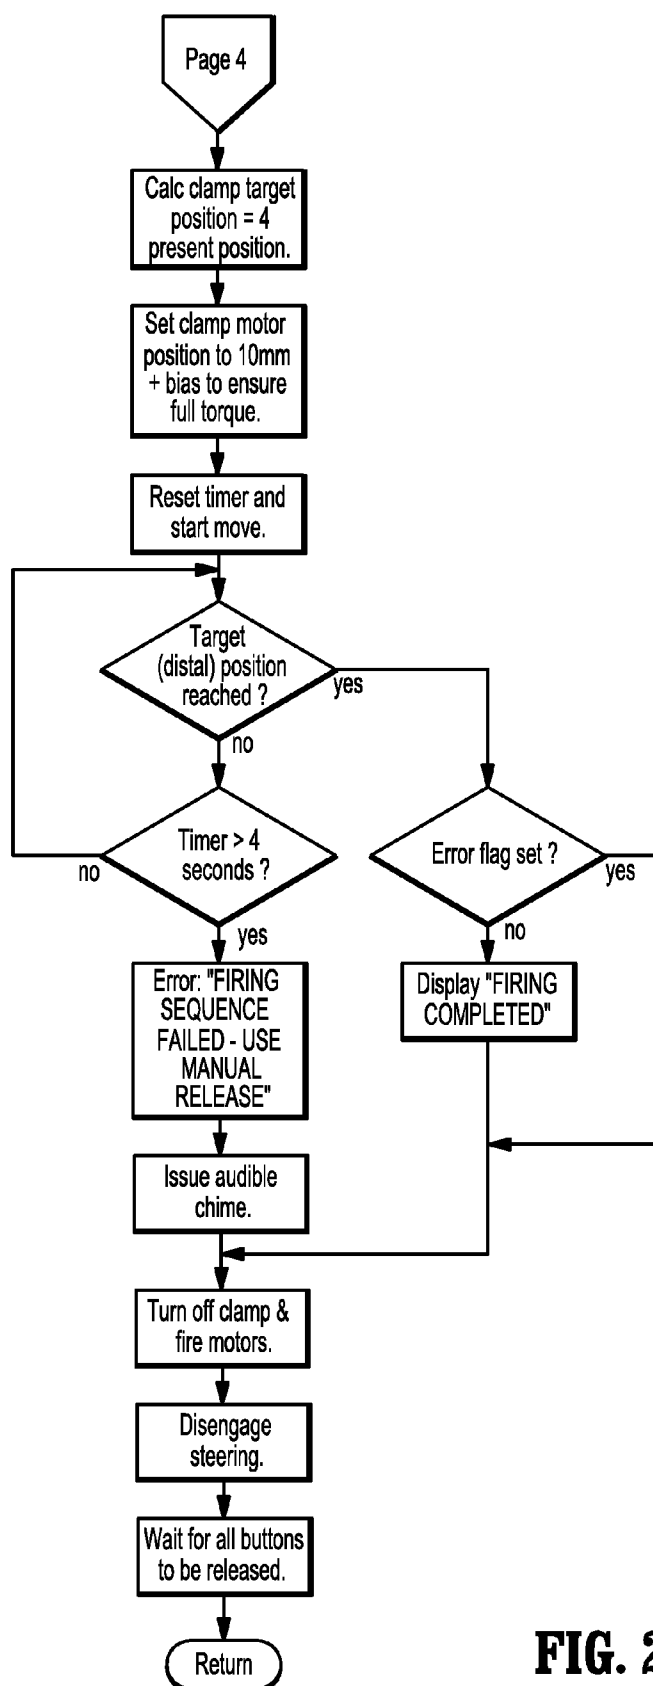 Page 4
Calc clamp target
position = 4
present position.
Set clamp motor
position to 10mm
+ bias to ensure
full torque.
Reset timer and
start move.
Target
(distal) position
reached ?
yes
no
Timer > 4
seconds ?
no
yes
Error flag set ?
yes
no
Error: "FIRING
SEQUENCE
FAILED - USE
MANUAL
RELEASE"
Display "FIRING
COMPLETED"
Issue audible
chime.
Turn off clamp &
fire motors.
Disengage
steering.
Wait for all buttons
to be released.
Return
FIG. 2